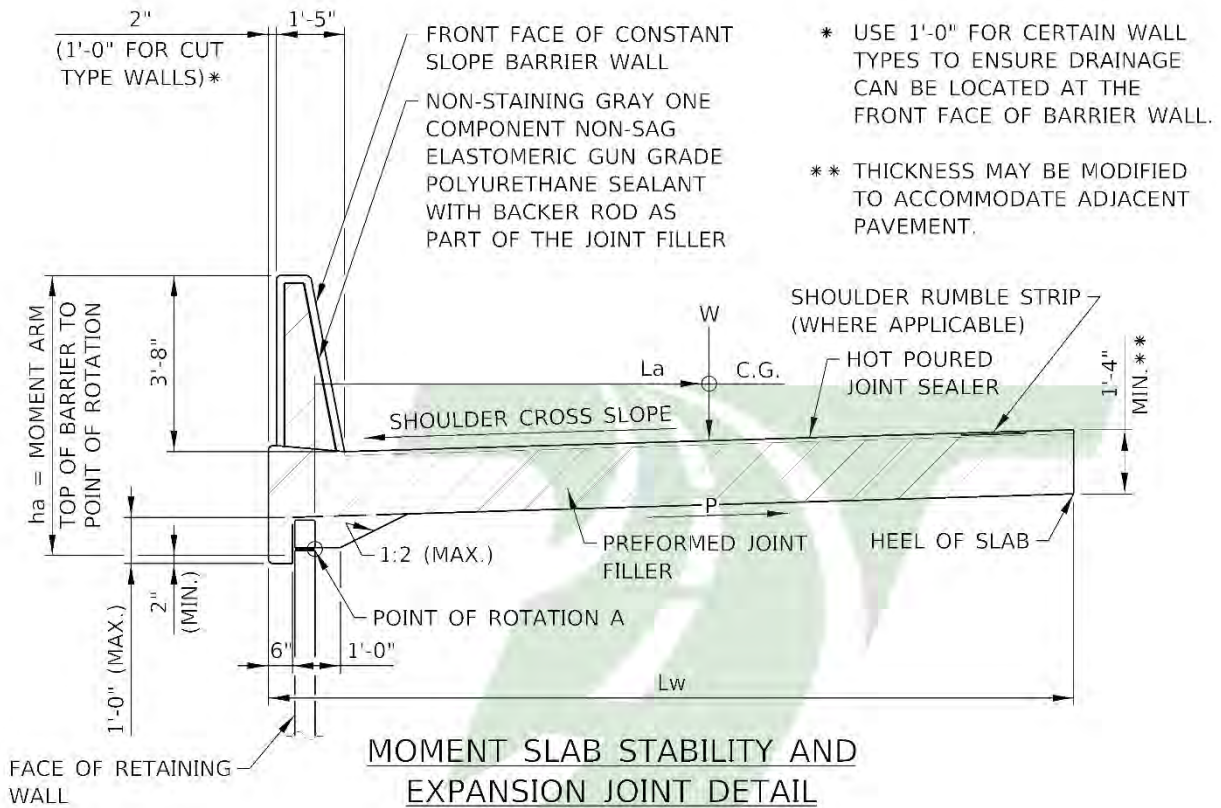 2"
(1'-0" FOR CUT
TYPE WALLS)*
1'-5"
FRONT FACE OF CONSTANT
SLOPE BARRIER WALL
NON-STAINING GRAY ONE
COMPONENT NON-SAG
ELASTOMERIC GUN GRADE
POLYURETHANE SEALANT
WITH BACKER ROD AS
PART OF THE JOINT FILLER
* USE 1'-0" FOR CERTAIN WALL
TYPES TO ENSURE DRAINAGE
CAN BE LOCATED AT THE
FRONT FACE OF BARRIER WALL.
** THICKNESS MAY BE MODIFIED
TO ACCOMMODATE ADJACENT
PAVEMENT.
ha = MOMENT ARM
TOP OF BARRIER TO
POINT OF ROTATION
3'-8"
W
La
C.G.
SHOULDER RUMBLE STRIP
(WHERE APPLICABLE)
HOT POURED
JOINT SEALER
1'-4"
MIN.**
SHOULDER CROSS SLOPE
P
1:2 (MAX.)
PREFORMED JOINT
FILLER
HEEL OF SLAB
POINT OF ROTATION A
1'-0" (MAX.)
2"
(MIN.)
6"
1'-0"
Lw
FACE OF RETAINING
WALL
MOMENT SLAB STABILITY AND
EXPANSION JOINT DETAIL